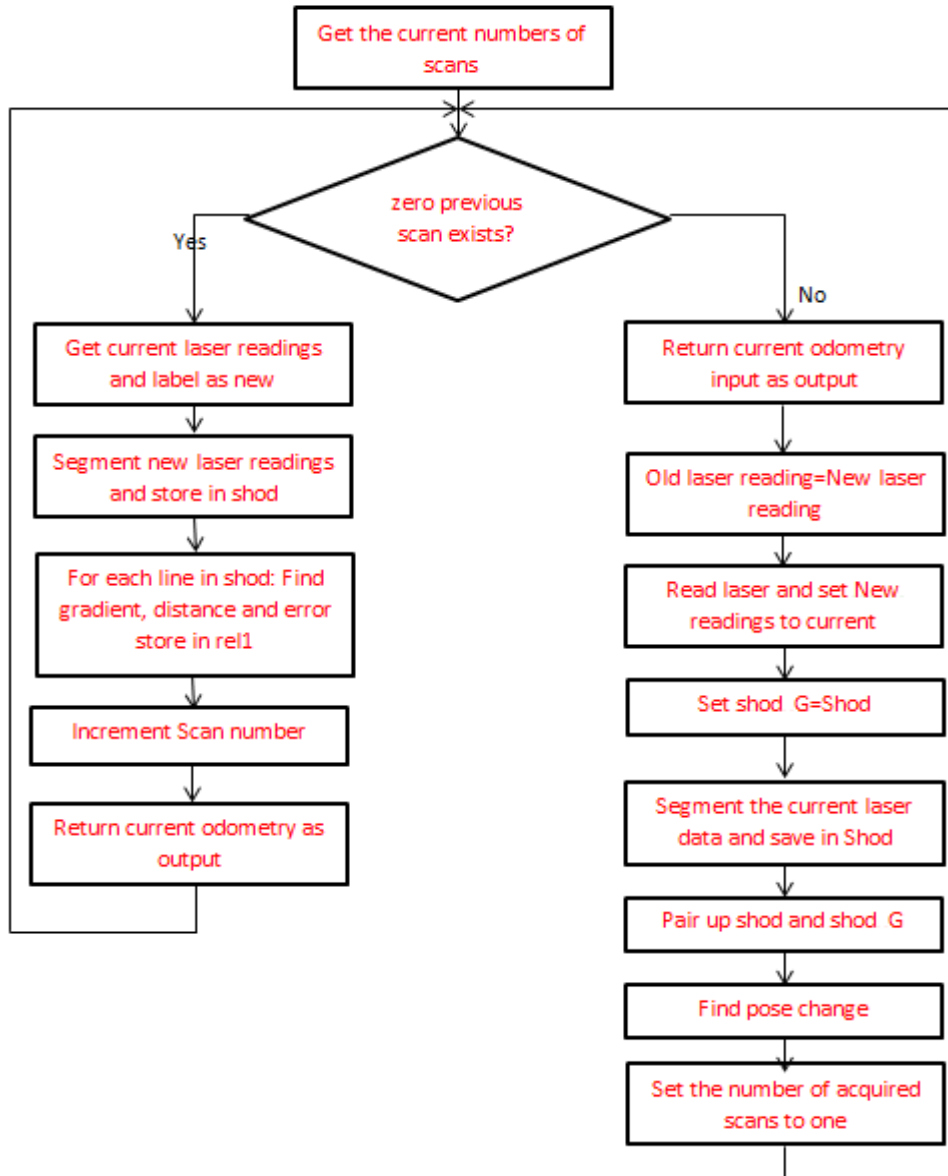 Get the current numbers of
scans
zero previous
scan exists?
Yes
No
Get current laser readings
and label as new
Segment new laser readings
and store in shod
For each line in shod: Find
gradient, distance and error
store in rel1
Increment Scan number
Return current odometry as
output
Return current odometry
input as output
Old laser reading=New laser
reading
Read laser and set New
readings to current
Set shod G=Shod
Segment the current laser
data and save in Shod
Pair up shod and shod G
Find pose change
Set the number of acquired
scans to one